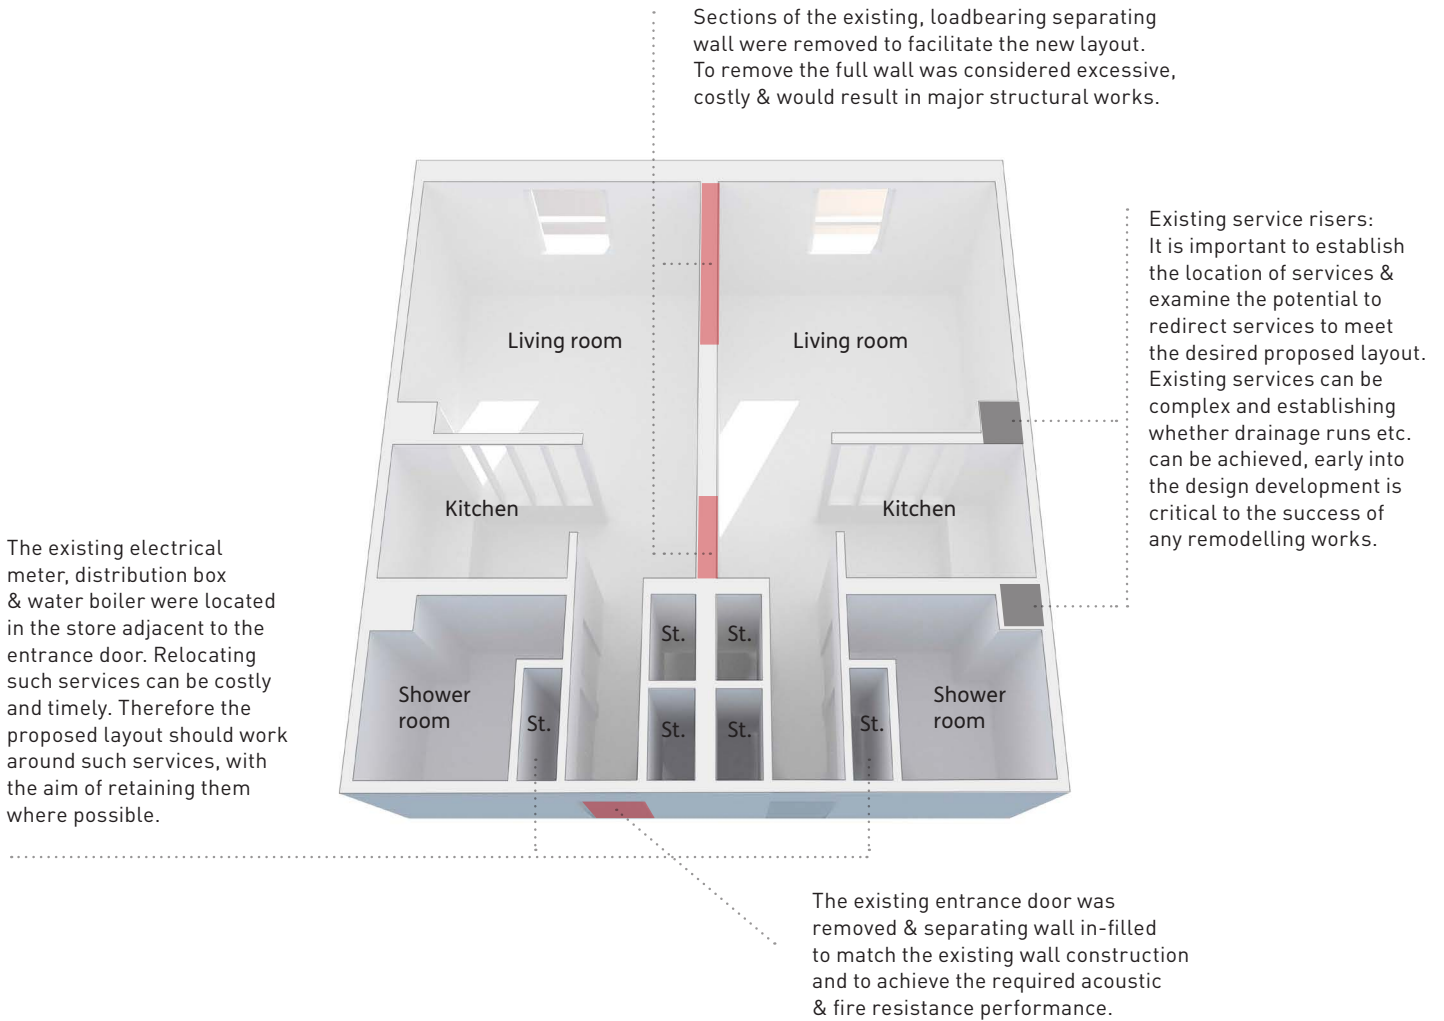 Sections of the existing, loadbearing separating
wall were removed to facilitate the new layout.
To remove the full wall was considered excessive,
costly & would result in major structural works.
Existing service risers:
It is important to establish
the location of services &
examine the potential to
redirect services to meet
the desired proposed layout.
Existing services can be
complex and establishing
whether drainage runs etc.
can be achieved, early into
the design development is
critical to the success of
any remodelling works.
Living room
Living room
Kitchen
Kitchen
The existing electrical
meter, distribution box
& water boiler were located
in the store adjacent to the
entrance door. Relocating
such services can be costly
and timely. Therefore the
proposed layout should work
around such services, with
the aim of retaining them
where possible.
St.
St.
Shower
room
St.
St.
St.
St.
Shower
room
The existing entrance door was
removed & separating wall in-filled
to match the existing wall construction
and to achieve the required acoustic
& fire resistance performance.